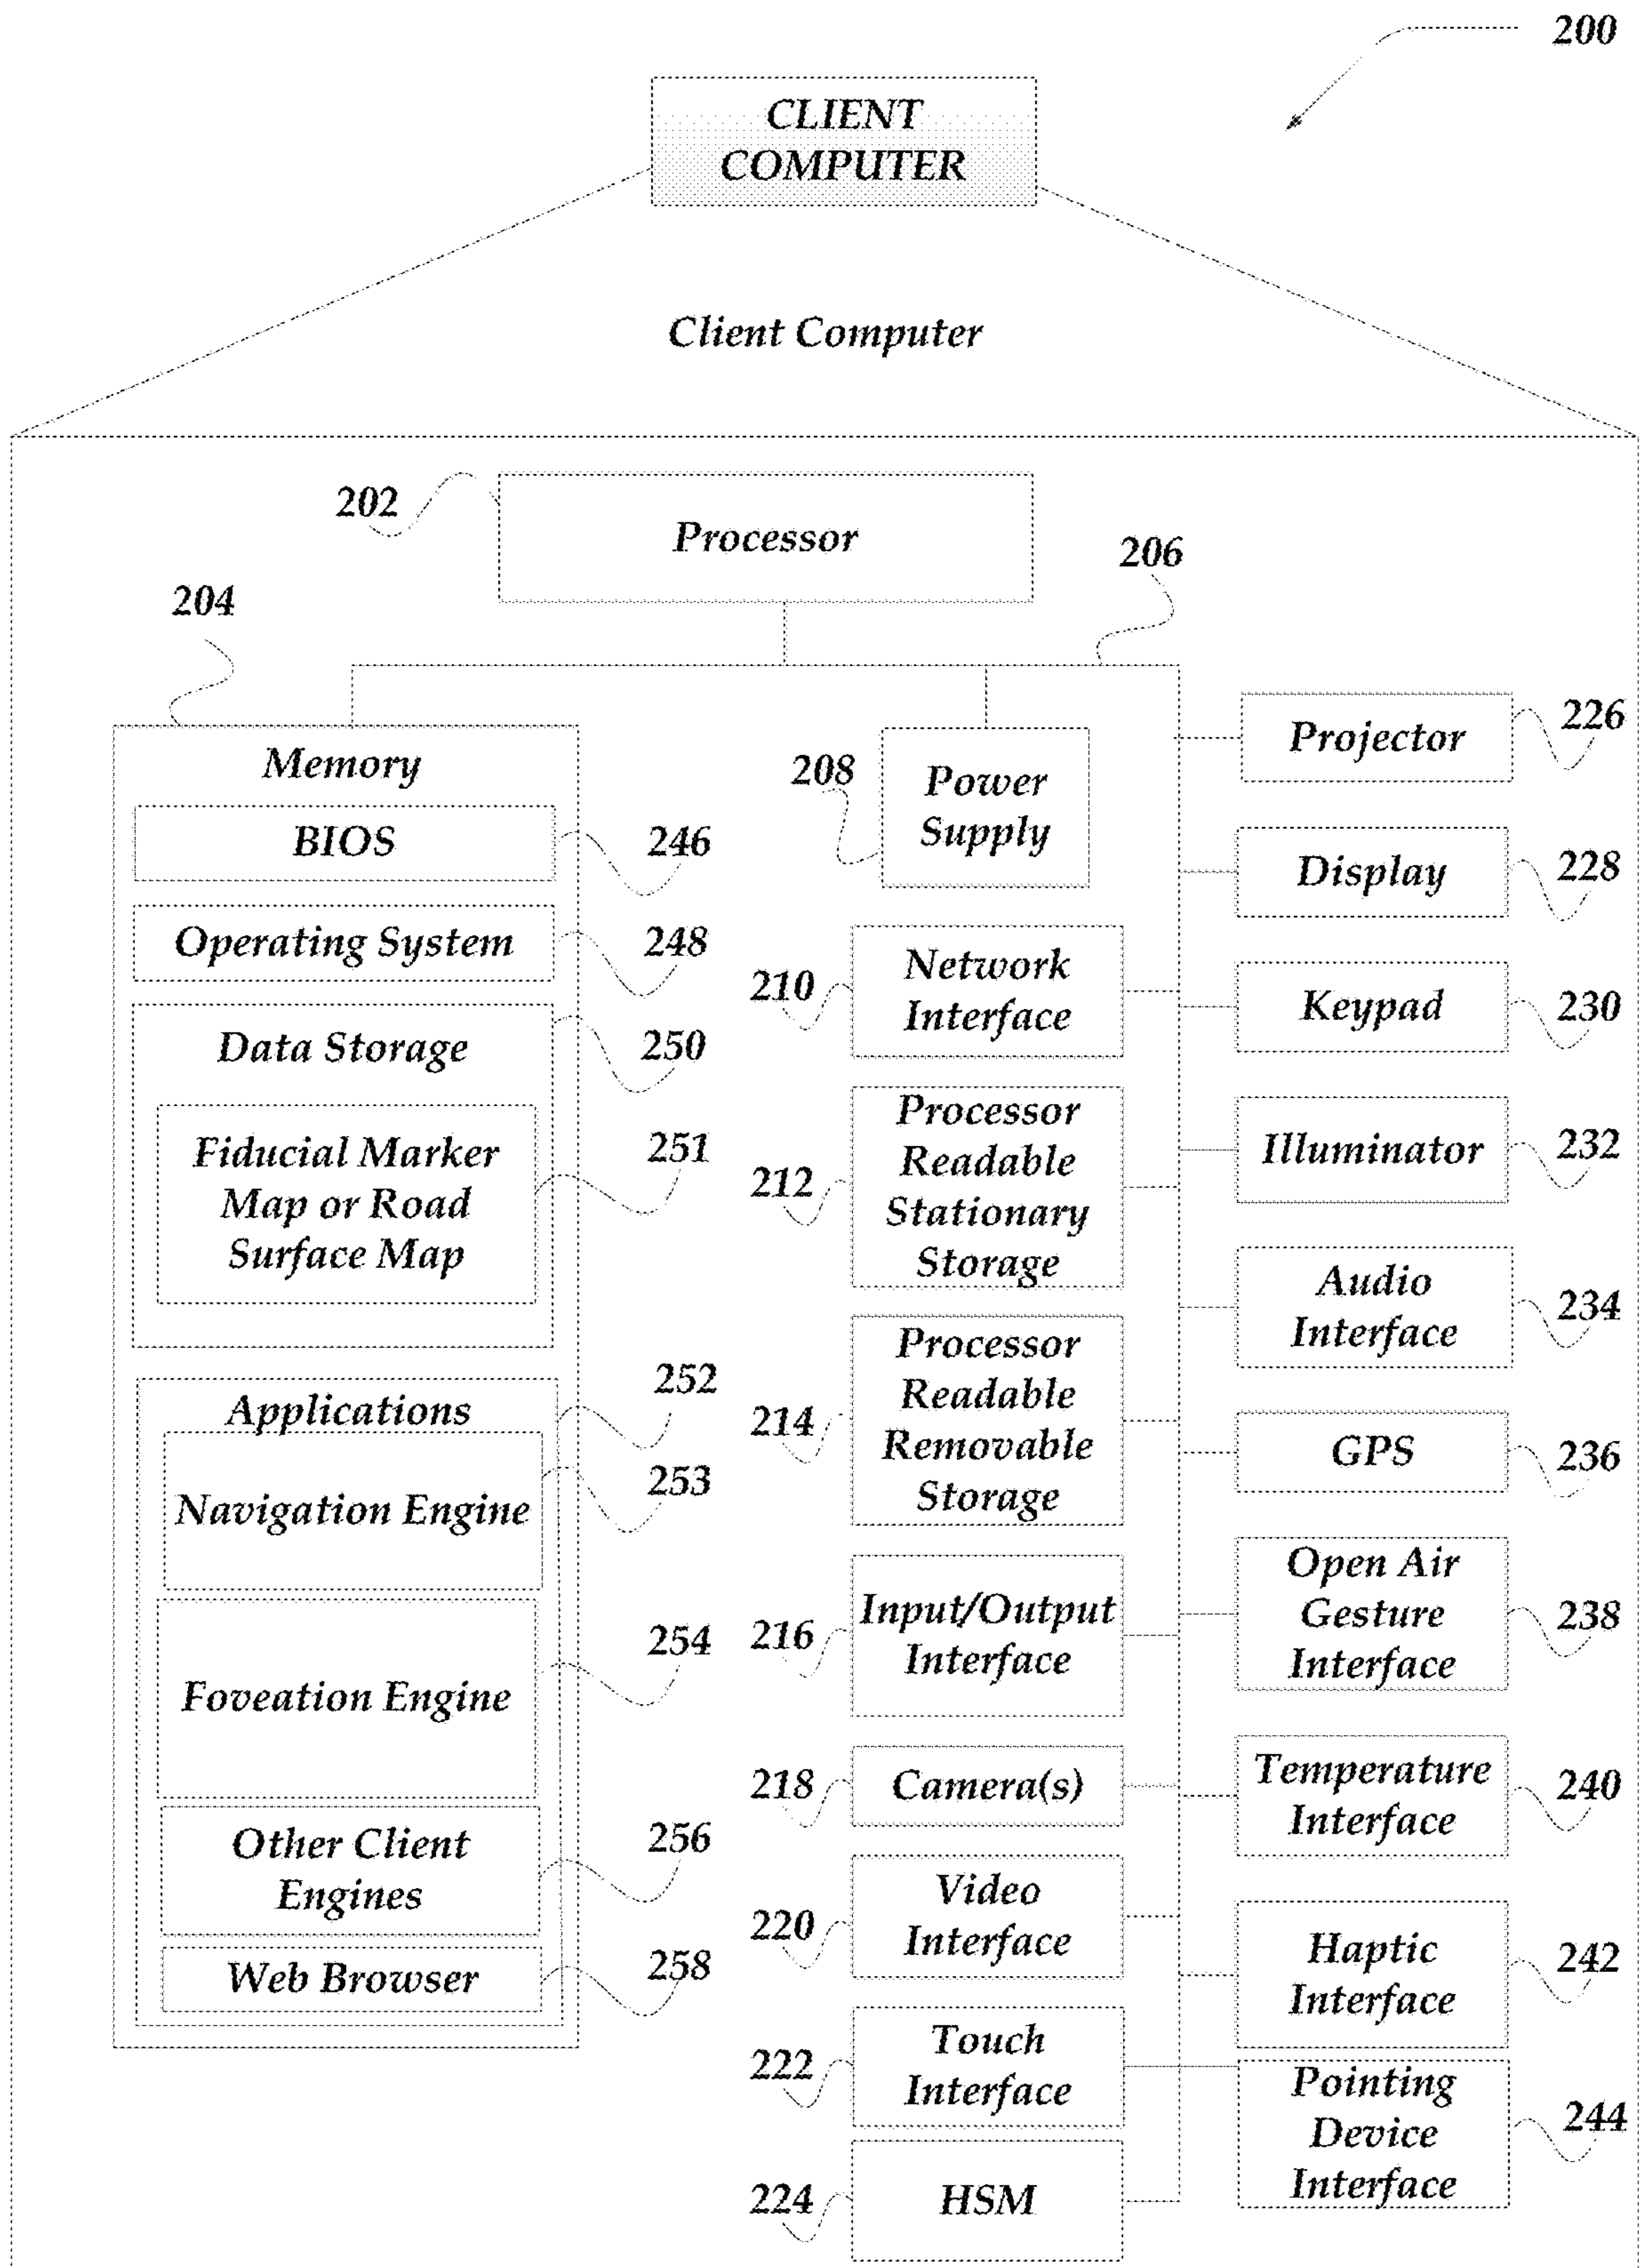 200
CLIENT
COMPUTER
Client Computer
202
Processor
206
204
Memory
BIOS
246
Operating System
248
Data Storage
250
Fiducial Marker
Map or Road
Surface Map
251
Applications
252
Navigation Engine
253
Foveation Engine
254
Other Client
Engines
256
Web Browser
258
208
Power
Supply
210
Network
Interface
212
Processor
Readable
Stationary
Storage
214
Processor
Readable
Removable
Storage
216
Input/Output
Interface
218
Camera(s)
220
Video
Interface
222
Touch
Interface
224
HSM
Projector
226
Display
228
Keypad
230
Illuminator
232
Audio
Interface
234
GPS
236
Open Air
Gesture
Interface
238
Temperature
Interface
240
Haptic
Interface
242
Pointing
Device
Interface
244